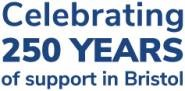 Celebrating
250 YEARS
of support in Bristol